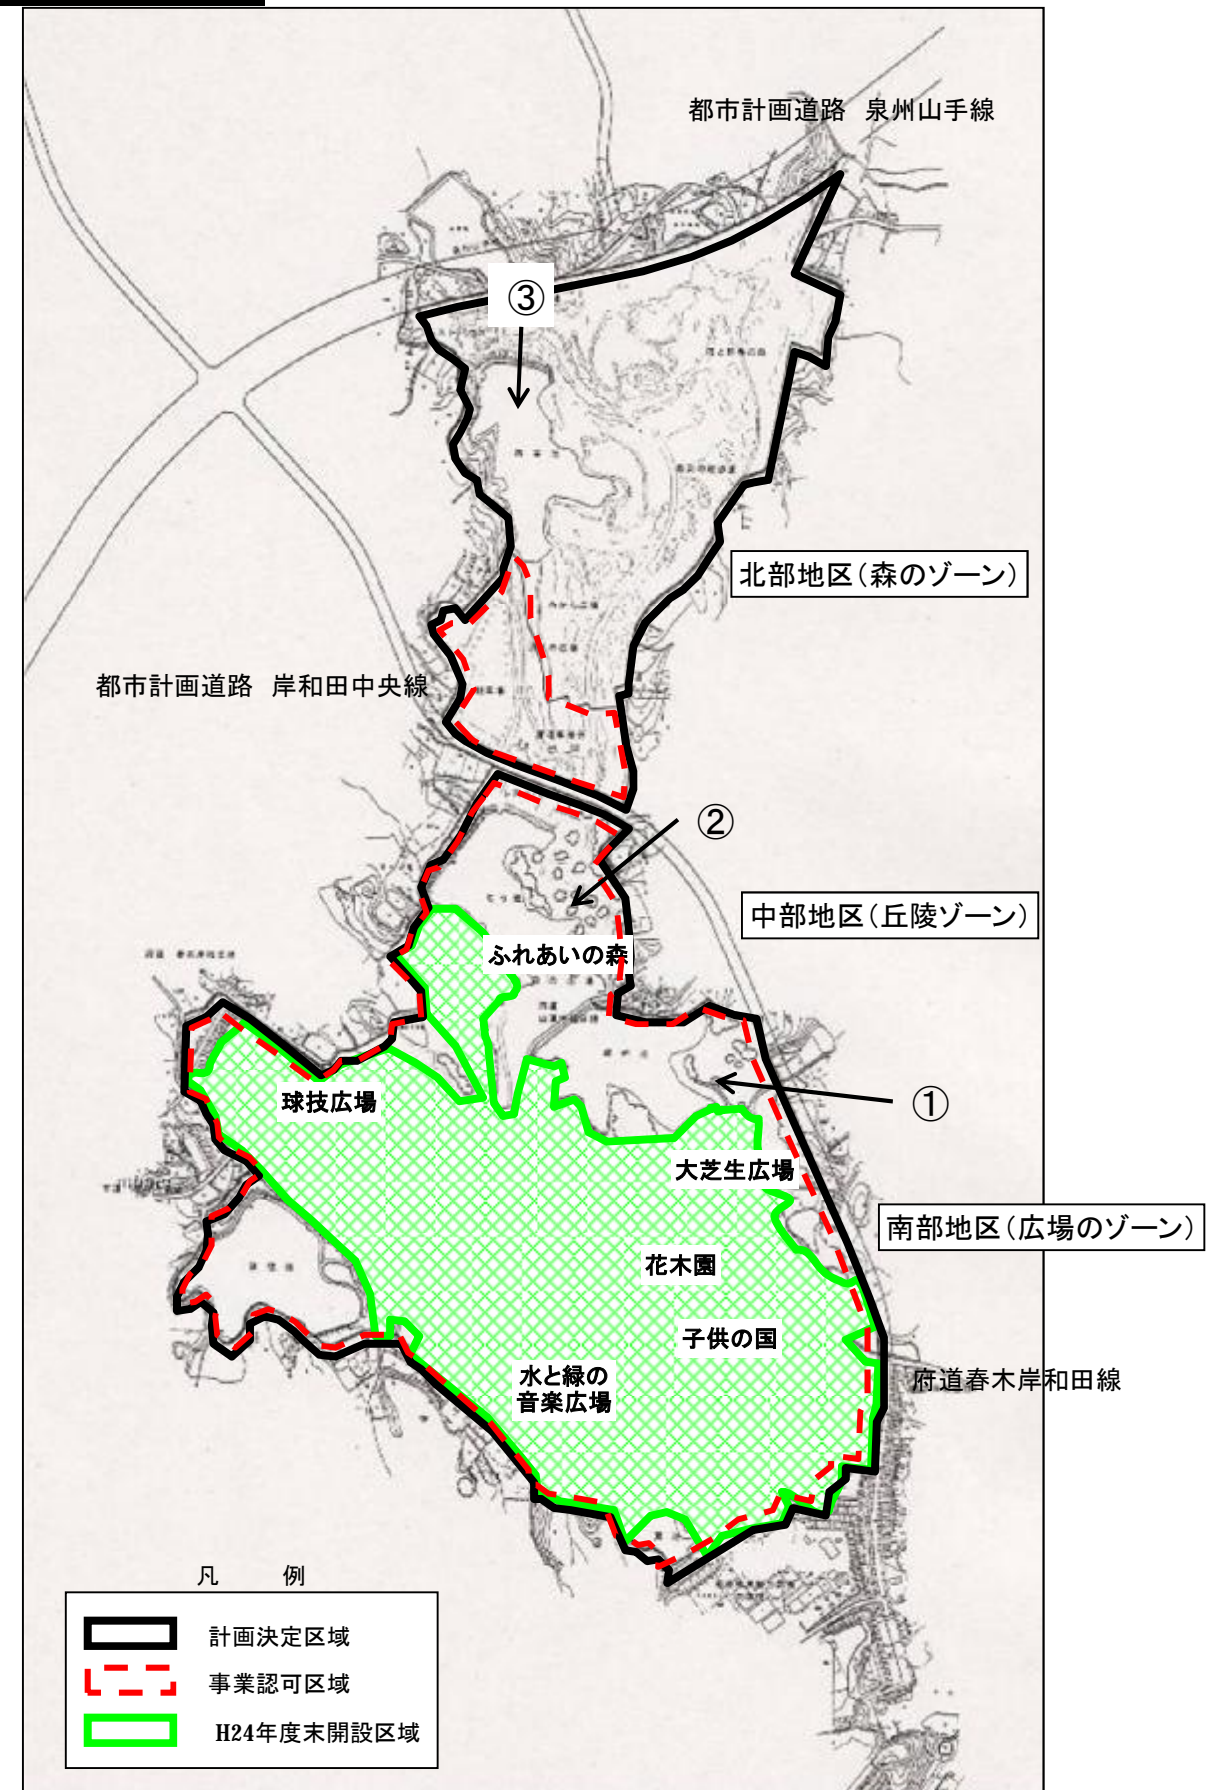 都市計画道路 泉州山手線
③
北部地区(森のゾーン)
都市計画道路 岸和田中央線
②
中部地区(丘陵ゾーン)
ふれあいの森
①
球技広場
大芝生広場
南部地区(広場のゾーン)
花木園
子供の国
水と緑の
音楽広場
府道春木岸和田線
凡 例
計画決定区域
事業認可区域
H24年度末開設区域